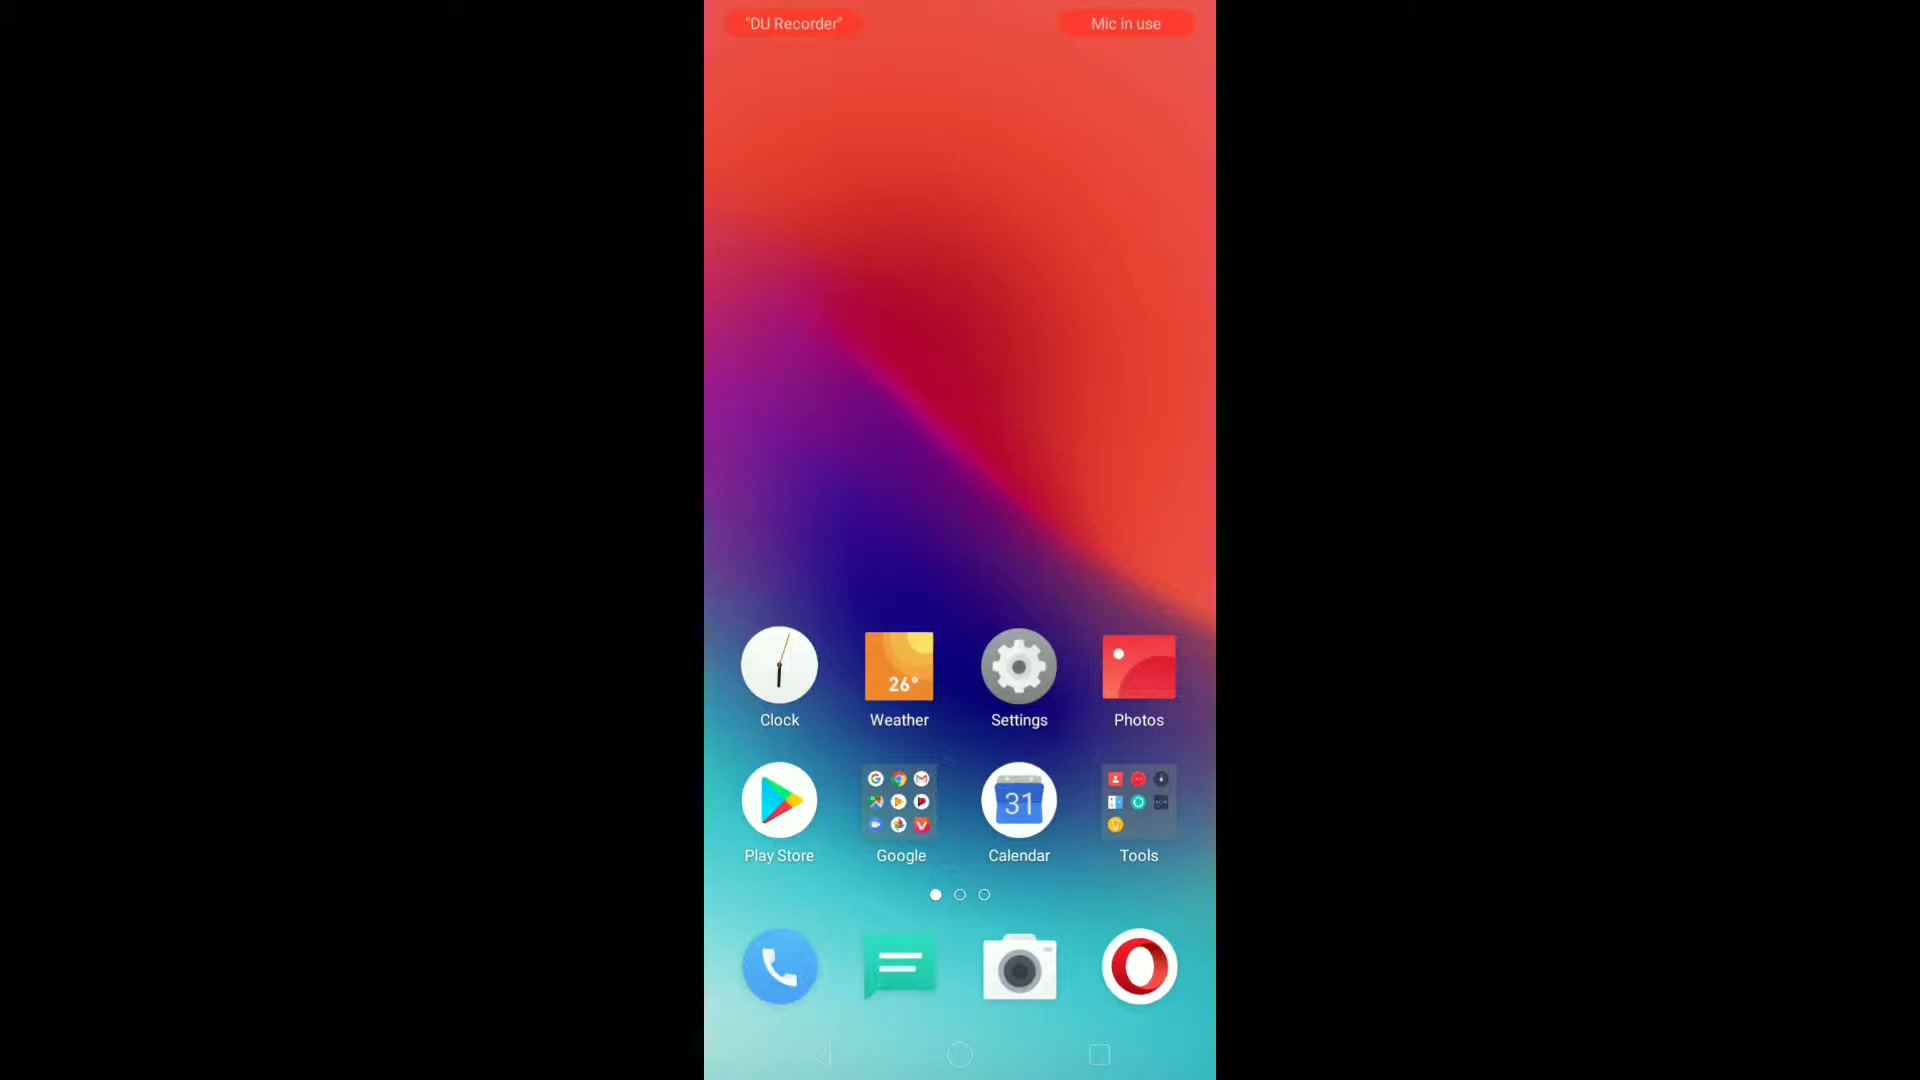 "DU Recorder" Mic in use
26°
Clock Weather Settings Photos
31
Play Store Google Calendar Tools